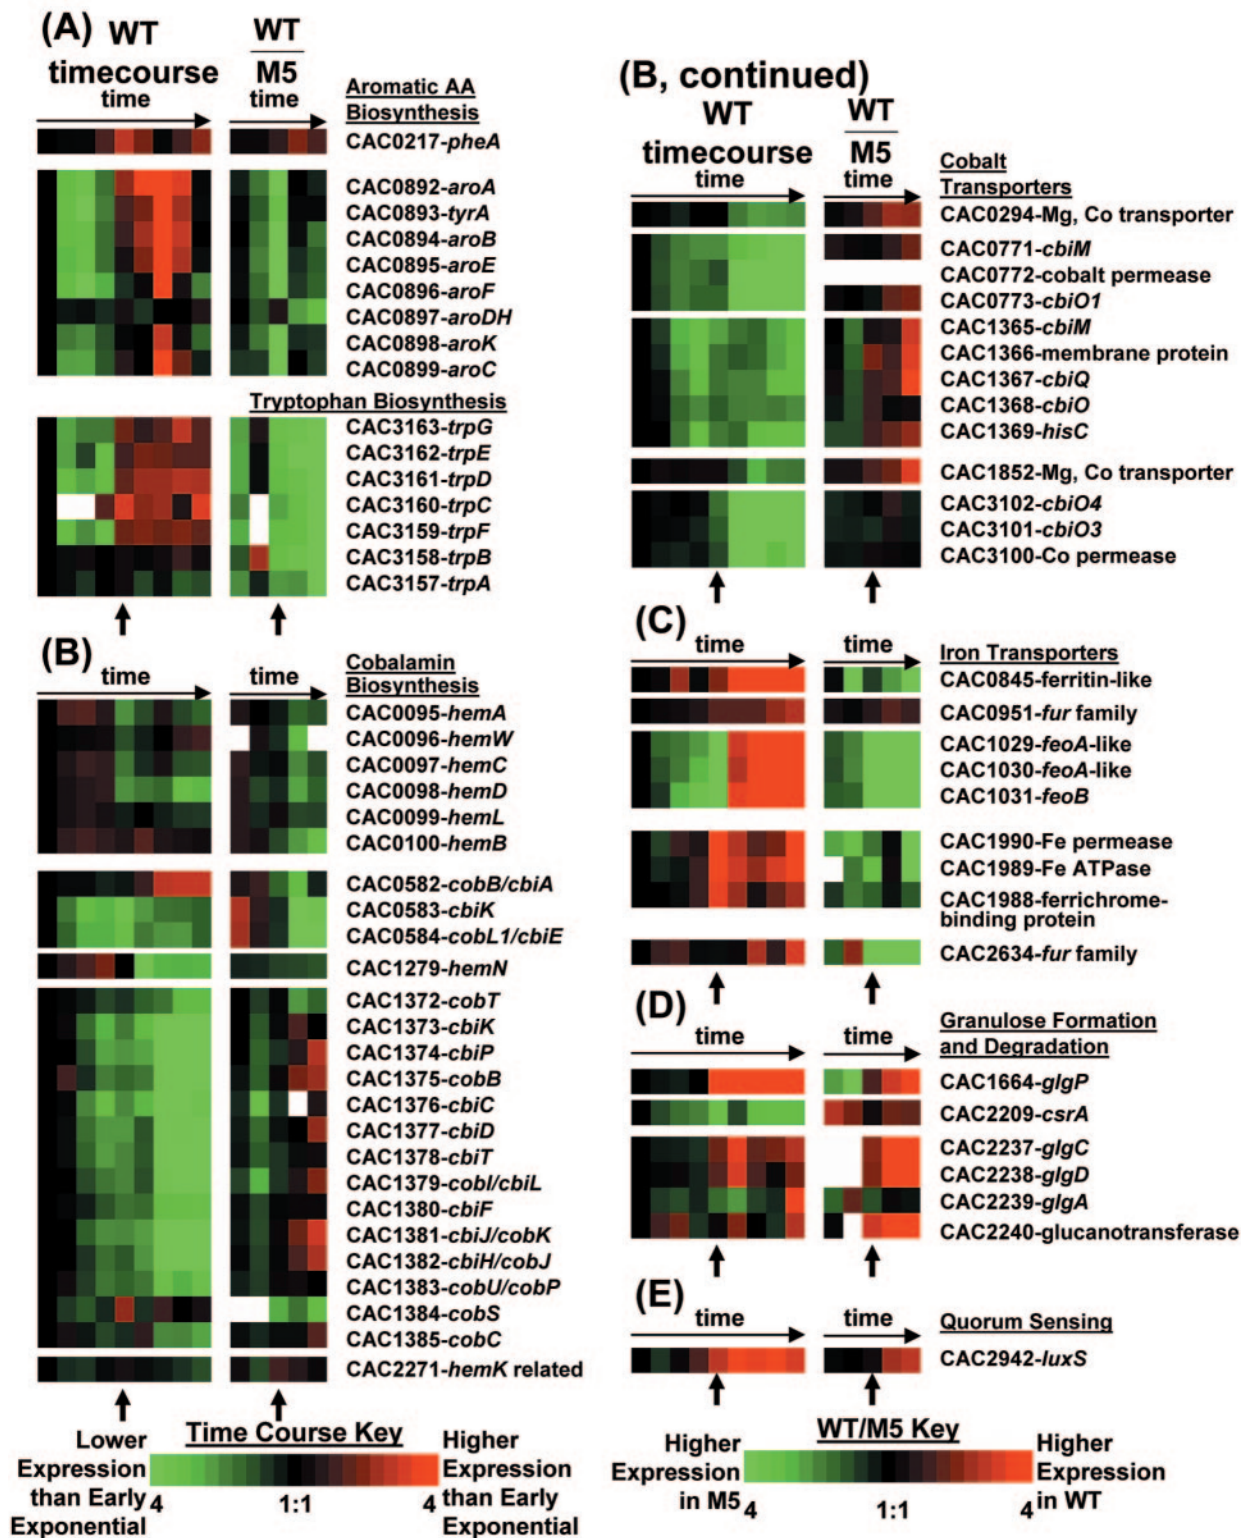 (A) WT timecourse
WT
M5
time
time
Aromatic AA
Biosynthesis
CAC0217-pheA
CAC0892-aroA
CAC0893-tyrA
CAC0894-aroB
CAC0895-aroE
CAC0896-aroF
CAC0897-aroDH
CAC0898-aroK
CAC0899-aroC
Tryptophan Biosynthesis
CAC3163-trpG
CAC3162-trpE
CAC3161-trpD
CAC3160-trpC
CAC3159-trpF
CAC3158-trpB
CAC3157-trpA
(B)
time
time
Cobalamin
Biosynthesis
CAC0095-hemA
CAC0096-hemW
CAC0097-hemC
CAC0098-hemD
CAC0099-hemL
CAC0100-hemB
CAC0582-cobB/cbiA
CAC0583-cbiK
CAC0584-cobL1/cbiE
CAC1279-hemN
CAC1372-cobT
CAC1373-cbiK
CAC1374-cbiP
CAC1375-cobB
CAC1376-cbiC
CAC1377-cbiD
CAC1378-cbiT
CAC1379-cobI/cbiL
CAC1380-cbiF
CAC1381-cbiJ/cobK
CAC1382-cbiH/cobJ
CAC1383-cobU/cobP
CAC1384-cobS
CAC1385-cobC
CAC2271-hemK related
Time Course Key
Lower
Expression
than Early
Exponential
4
1:1
4
Higher
Expression
than Early
Exponential
(B, continued)
WT
timecourse
WT
M5
time
time
Cobalt
Transporters
CAC0294-Mg, Co transporter
CAC0771-cbiM
CAC0772-cobalt permease
CAC0773-cbiO1
CAC1365-cbiM
CAC1366-membrane protein
CAC1367-cbiQ
CAC1368-cbiO
CAC1369-hisC
CAC1852-Mg, Co transporter
CAC3102-cbiO4
CAC3101-cbiO3
CAC3100-Co permease
(C)
time
time
Iron Transporters
CAC0845-ferritin-like
CAC0951-fur family
CAC1029-feoA-like
CAC1030-feoA-like
CAC1031-feoB
CAC1990-Fe permease
CAC1989-Fe ATPase
CAC1988-ferrichrome-
binding protein
CAC2634-fur family
(D)
time
time
Granulose Formation
and Degradation
CAC1664-glgP
CAC2209-csrA
CAC2237-glgC
CAC2238-glgD
CAC2239-glgA
CAC2240-glucanotransferase
(E)
time
time
Quorum Sensing
CAC2942-luxS
WT/M5 Key
Higher
Expression
in M5
4
1:1
4
Higher
Expression
in WT